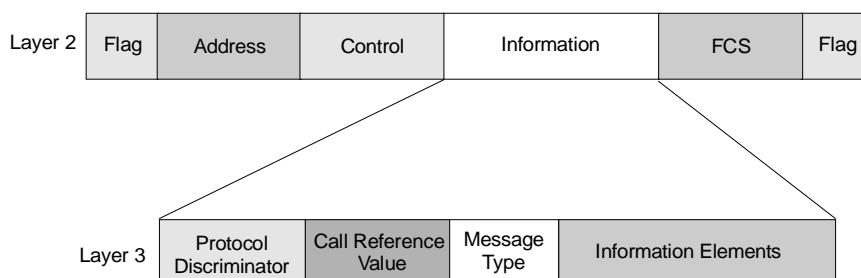 Layer 2 Flag Address Control Information FCS Flag
Layer 3 Protocol Discriminator Call Reference Value Message Type Information Elements